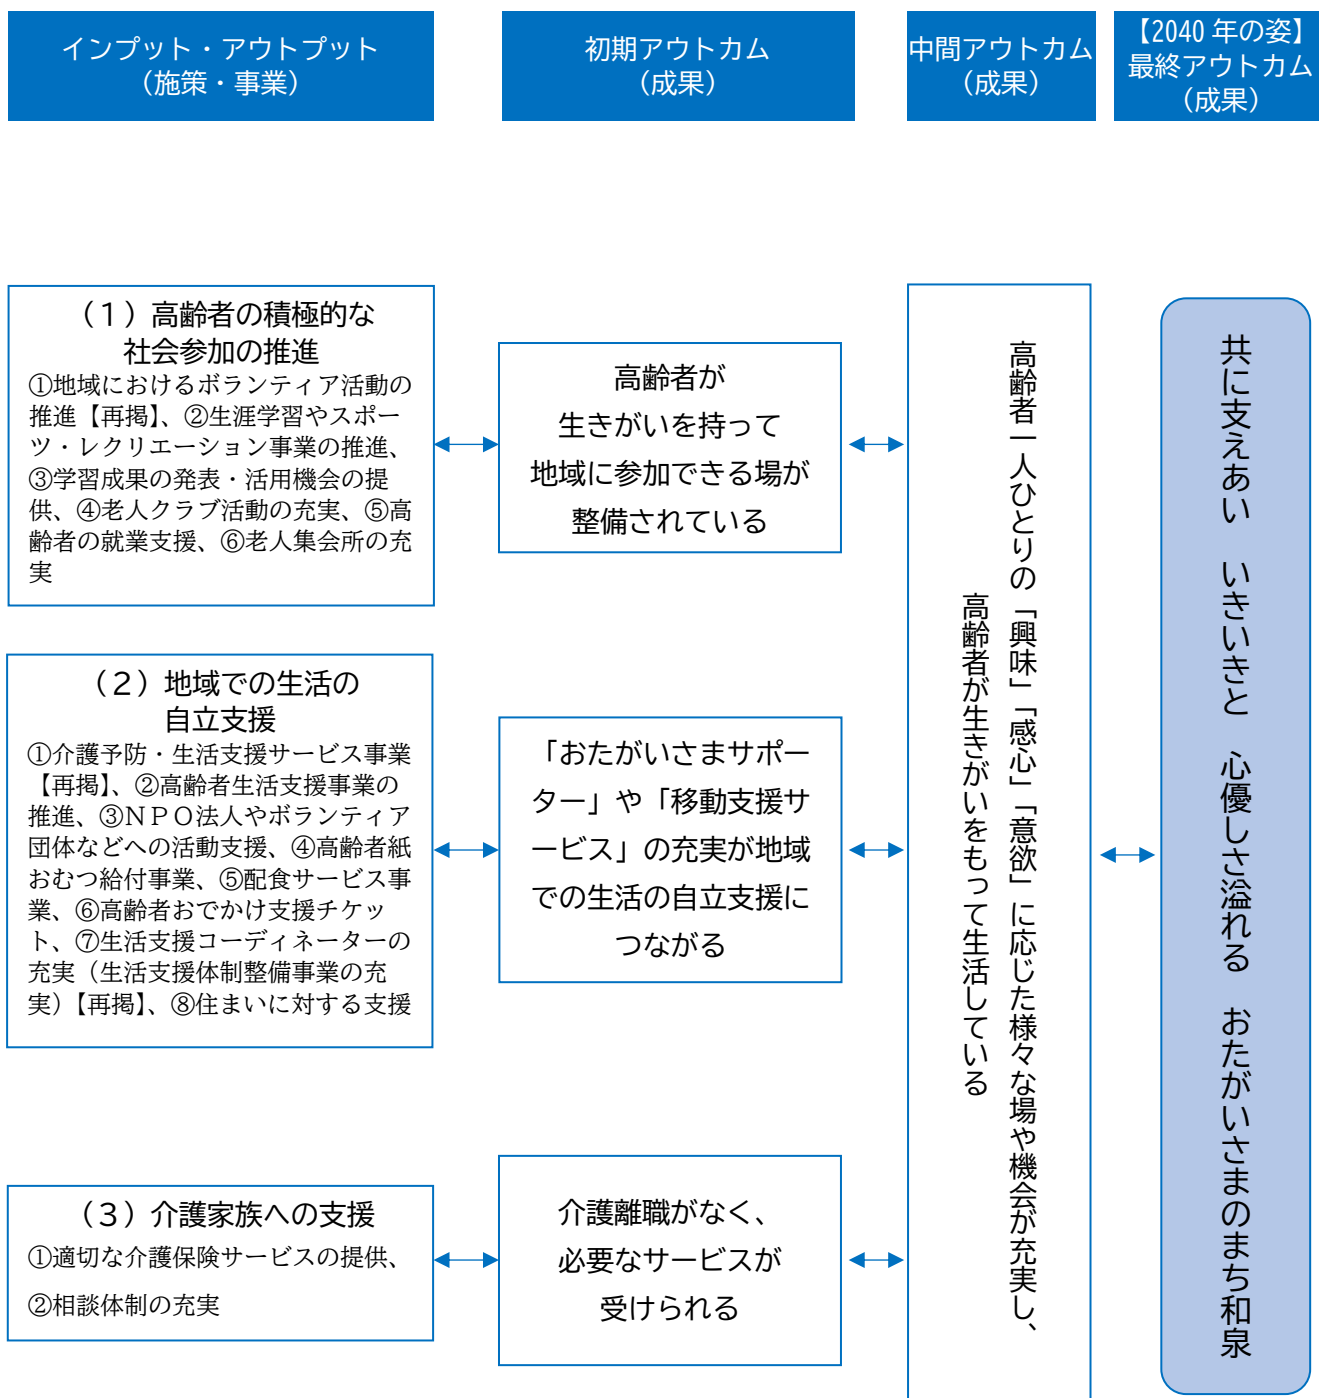 インプット・アウトプット
（施策・事業）
初期アウトカム
（成果）
中間アウトカム
（成果）
【2040 年の姿】
最終アウトカム
（成果）
（１）高齢者の積極的な
社会参加の推進
①地域におけるボランティア活動の
推進【再掲】、②生涯学習やスポー
ツ・レクリエーション事業の推進、
③学習成果の発表・活用機会の提
供、④老人クラブ活動の充実、⑤高
齢者の就業支援、⑥老人集会所の充
実
高齢者が
生きがいを持って
地域に参加できる場が
整備されている
（２）地域での生活の
自立支援
①介護予防・生活支援サービス事業
【再掲】、②高齢者生活支援事業の
推進、③ＮＰＯ法人やボランティア
団体などへの活動支援、④高齢者紙
おむつ給付事業、⑤配食サービス事
業、⑥高齢者おでかけ支援チケッ
ト、⑦生活支援コーディネーターの
充実（生活支援体制整備事業の充
実）【再掲】、⑧住まいに対する支援
「おたがいさまサポー
ター」や「移動支援サ
ービス」の充実が地域
での生活の自立支援に
つながる
（３）介護家族への支援
①適切な介護保険サービスの提供、
②相談体制の充実
介護離職がなく、
必要なサービスが
受けられる
高齢者一人ひとりの「興味」「感心」「意欲」に応じた様々な場や機会が充実し、
高齢者が生きがいをもって生活している
共に支えあい　いきいきと　心優しさ溢れる　おたがいさまのまち和泉